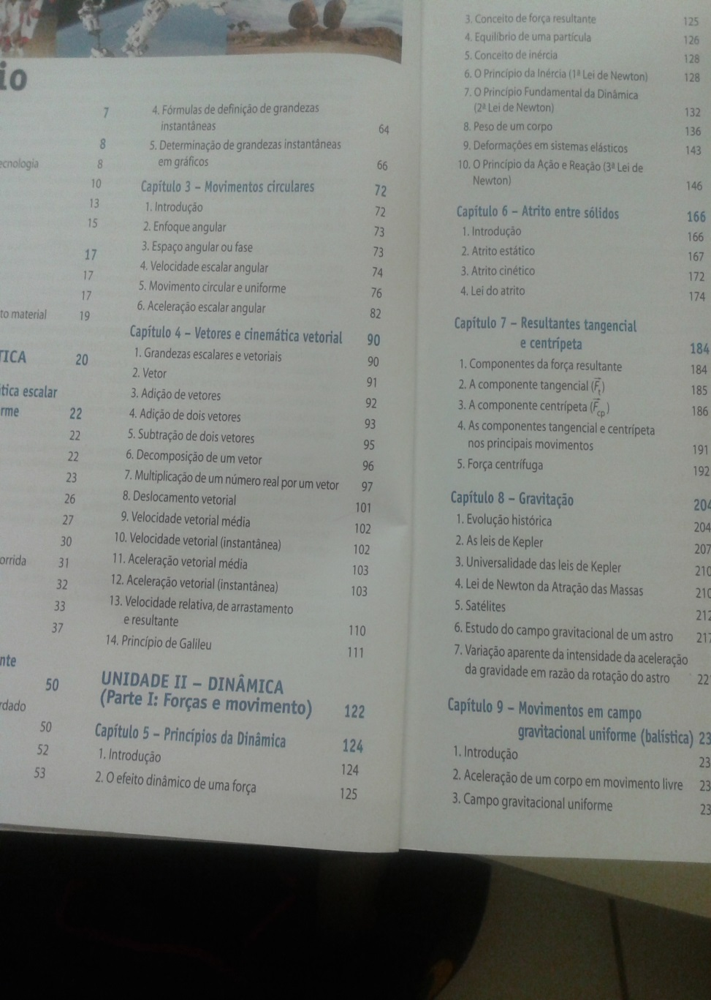 io
7
8
ecnologia 8
10
13
15
17
17
17
to material 19
TICA 20
tica escalar
rme 22
22
22
23
26
27
30
orrida 31
32
33
37
nte
50
rdado
50
52
53
4. Fórmulas de definição de grandezas
instantâneas 64
5. Determinação de grandezas instantâneas
em gráficos 66
Capítulo 3 – Movimentos circulares 72
1. Introdução 72
2. Enfoque angular 73
3. Espaço angular ou fase 73
4. Velocidade escalar angular 74
5. Movimento circular e uniforme 76
6. Aceleração escalar angular 82
Capítulo 4 – Vetores e cinemática vetorial 90
1. Grandezas escalares e vetoriais 90
2. Vetor 91
3. Adição de vetores 92
4. Adição de dois vetores 93
5. Subtração de dois vetores 95
6. Decomposição de um vetor 96
7. Multiplicação de um número real por um vetor 97
8. Deslocamento vetorial 101
9. Velocidade vetorial média 102
10. Velocidade vetorial (instantânea) 102
11. Aceleração vetorial média 103
12. Aceleração vetorial (instantânea) 103
13. Velocidade relativa, de arrastamento
e resultante 110
14. Princípio de Galileu 111
UNIDADE II – DINÂMICA
(Parte I: Forças e movimento) 122
Capítulo 5 – Princípios da Dinâmica 124
1. Introdução 124
2. O efeito dinâmico de uma força 125
3. Conceito de força resultante 125
4. Equilíbrio de uma partícula 126
5. Conceito de inércia 128
6. O Princípio da Inércia (1ª Lei de Newton) 128
7. O Princípio Fundamental da Dinâmica
(2ª Lei de Newton) 132
8. Peso de um corpo 136
9. Deformações em sistemas elásticos 143
10. O Princípio da Ação e Reação (3ª Lei de
Newton) 146
Capítulo 6 – Atrito entre sólidos 166
1. Introdução 166
2. Atrito estático 167
3. Atrito cinético 172
4. Lei do atrito 174
Capítulo 7 – Resultantes tangencial
e centrípeta 184
1. Componentes da força resultante 184
2. A componente tangencial (F⃗t) 185
3. A componente centrípeta (F⃗cp) 186
4. As componentes tangencial e centrípeta
nos principais movimentos 191
5. Força centrífuga 192
Capítulo 8 – Gravitação 204
1. Evolução histórica 204
2. As leis de Kepler 207
3. Universalidade das leis de Kepler 210
4. Lei de Newton da Atração das Massas 210
5. Satélites 212
6. Estudo do campo gravitacional de um astro 217
7. Variação aparente da intensidade da aceleração
da gravidade em razão da rotação do astro 22
Capítulo 9 – Movimentos em campo
gravitacional uniforme (balística) 23
1. Introdução 23
2. Aceleração de um corpo em movimento livre 23
3. Campo gravitacional uniforme 23